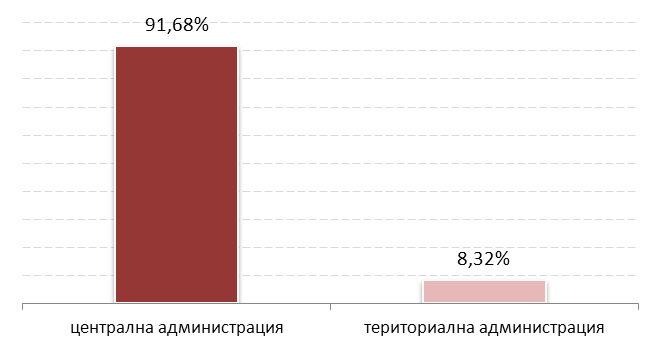 91,68%
8,32%
централна администрация
териториална администрация